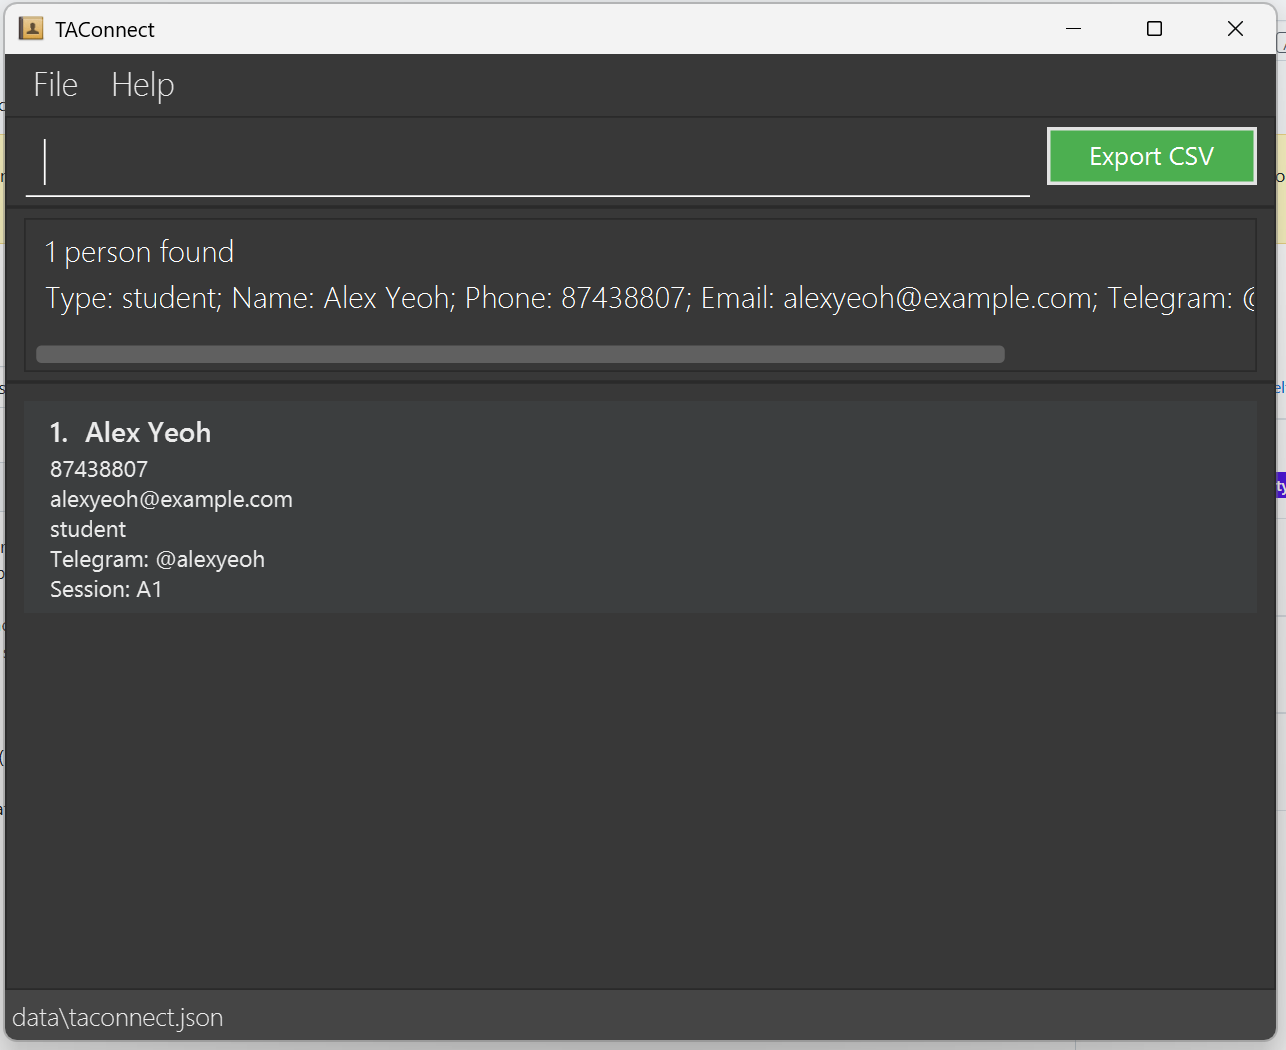 TAConnect
File Help
Export CSV
1 person found
Type: student; Name: Alex Yeoh; Phone: 87438807; Email: alexyeoh@example.com; Telegram: @
1. Alex Yeoh
87438807
alexyeoh@example.com
student
Telegram: @alexyeoh
Session: A1
data\taconnect.json